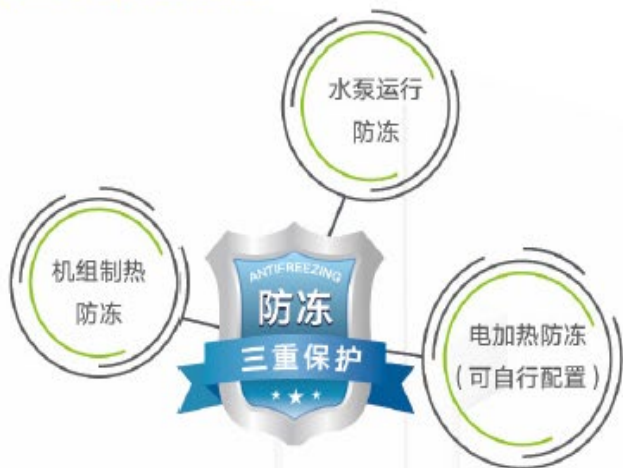 水泵运行
防冻
机组制热
防冻
ANTIFREEZING
防冻
三重保护
电加热防冻
（可自行配置）